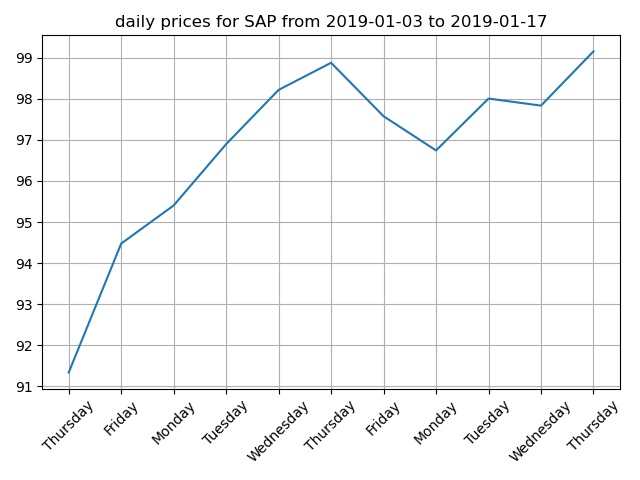 daily prices for SAP from 2019-01-03 to 2019-01-17
99
98
97
96
95
94
93
92
91
Thursday
Friday
Monday
Tuesday
Wednesday
Thursday
Friday
Monday
Tuesday
Wednesday
Thursday